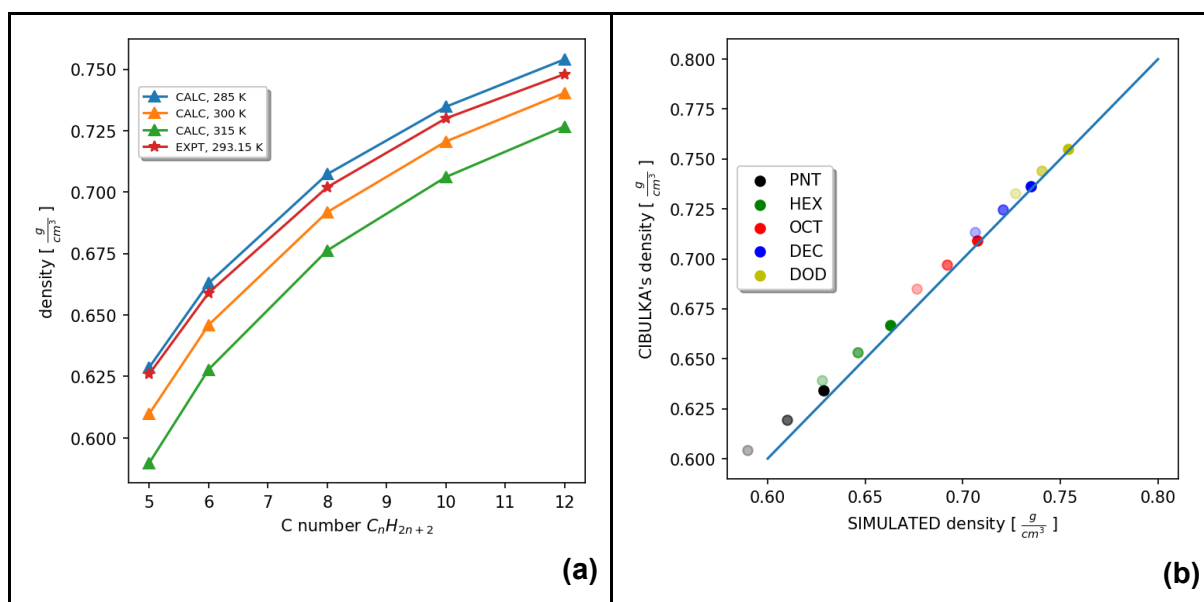 density [ g/cm³ ]
0.750
0.725
0.700
0.675
0.650
0.625
0.600
CALC, 285 K
CALC, 300 K
CALC, 315 K
EXPT, 293.15 K
5 6 7 8 9 10 11 12
C number CₙH₂ₙ₊₂
(a)
CIBULKA's density [ g/cm³ ]
0.800
0.775
0.750
0.725
0.700
0.675
0.650
0.625
0.600
PNT
HEX
OCT
DEC
DOD
0.60 0.65 0.70 0.75 0.80
SIMULATED density [ g/cm³ ]
(b)